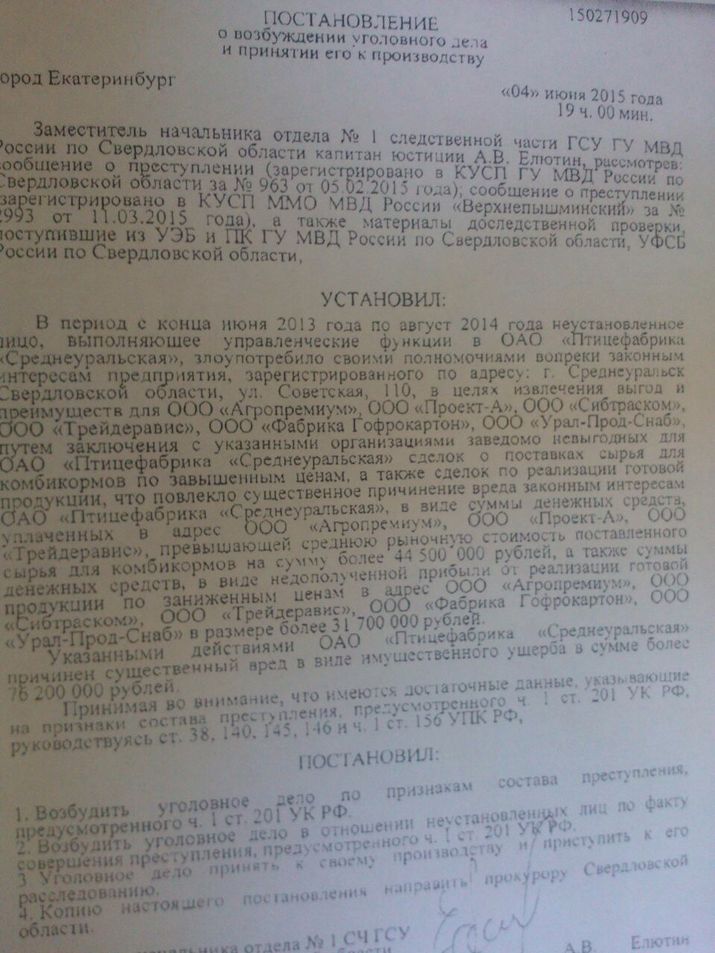 ПОСТАНОВЛЕНИЕ
150271909
о возбуждении уголовного дела
и принятии его к производству
ород Екатеринбург
«04» июня 2015 года
19 ч. 00 мин.
Заместитель начальника отдела № 1 следственной части ГСУ ГУ МВД
России по Свердловской области капитан юстиции А.В. Елютин, рассмотрев:
сообщение о преступлении (зарегистрировано в КУСП ГУ МВД России по
Свердловской области за № 963 от 05.02.2015 года); сообщение о преступлении
зарегистрировано в КУСП ММО МВД России «Верхнепышминский» за №
2993 от 11.03.2015 года), а также материалы доследственной проверки,
поступившие из УЭБ и ПК ГУ МВД России по Свердловской области, УФСБ
России по Свердловской области,
УСТАНОВИЛ:
В период с конца июня 2013 года по август 2014 года неустановленное
лицо, выполняющее управленческие функции в ОАО «Птицефабрика
«Среднеуральская», злоупотребило своими полномочиями вопреки законным
интересам предприятия, зарегистрированного по адресу: г. Среднеуральск
Свердловской области, ул. Советская, 110, в целях извлечения выгод и
преимуществ для ООО «Агропремиум», ООО «Проект-А», ООО «Сибтраском»,
ООО «Трейдеравис», ООО «Фабрика Гофрокартон», ООО «Урал-Прод-Снаб»,
путем заключения с указанными организациями заведомо невыгодных для
ОАО «Птицефабрика «Среднеуральская» сделок о поставках сырья для
комбикормов по завышенным ценам, а также сделок по реализации готовой
продукции, что повлекло существенное причинение вреда законным интересам
ОАО «Птицефабрика «Среднеуральская», в виде суммы денежных средств,
уплаченных в адрес ООО «Агропремиум», ООО «Проект-А», ООО
«Трейдеравис», превышающей среднюю рыночную стоимость поставленного
сырья для комбикормов на сумму более 44 500 000 рублей, а также суммы
денежных средств, в виде недополученной прибыли от реализации готовой
продукции по заниженным ценам в адрес ООО «Агропремиум», ООО
«Сибтраском», ООО «Трейдеравис», ООО «Фабрика Гофрокартон», ООО
«Урал-Прод-Снаб» в размере более 31 700 000 рублей.
Указанными действиями ОАО «Птицефабрика «Среднеуральская»
причинен существенный вред в виде имущественного ущерба в сумме более
76 200 000 рублей.
Принимая во внимание, что имеются достаточные данные, указывающие
на признаки состава преступления, предусмотренного ч. 1 ст. 201 УК РФ,
руководствуясь ст. 38, 140, 145, 146 и ч. 1 ст. 156 УПК РФ,
ПОСТАНОВИЛ:
1. Возбудить уголовное дело по признакам состава преступления,
предусмотренного ч. 1 ст. 201 УК РФ.
2. Возбудить уголовное дело в отношении неустановленных лиц по факту
совершения преступления, предусмотренного ч. 1 ст. 201 УК РФ.
3. Уголовное дело принять к своему производству и приступить к его
расследованию.
4. Копию настоящего постановления направить прокурору Свердловской
области.
начальника отдела № 1 СЧ ГСУ
А.В. Елютин